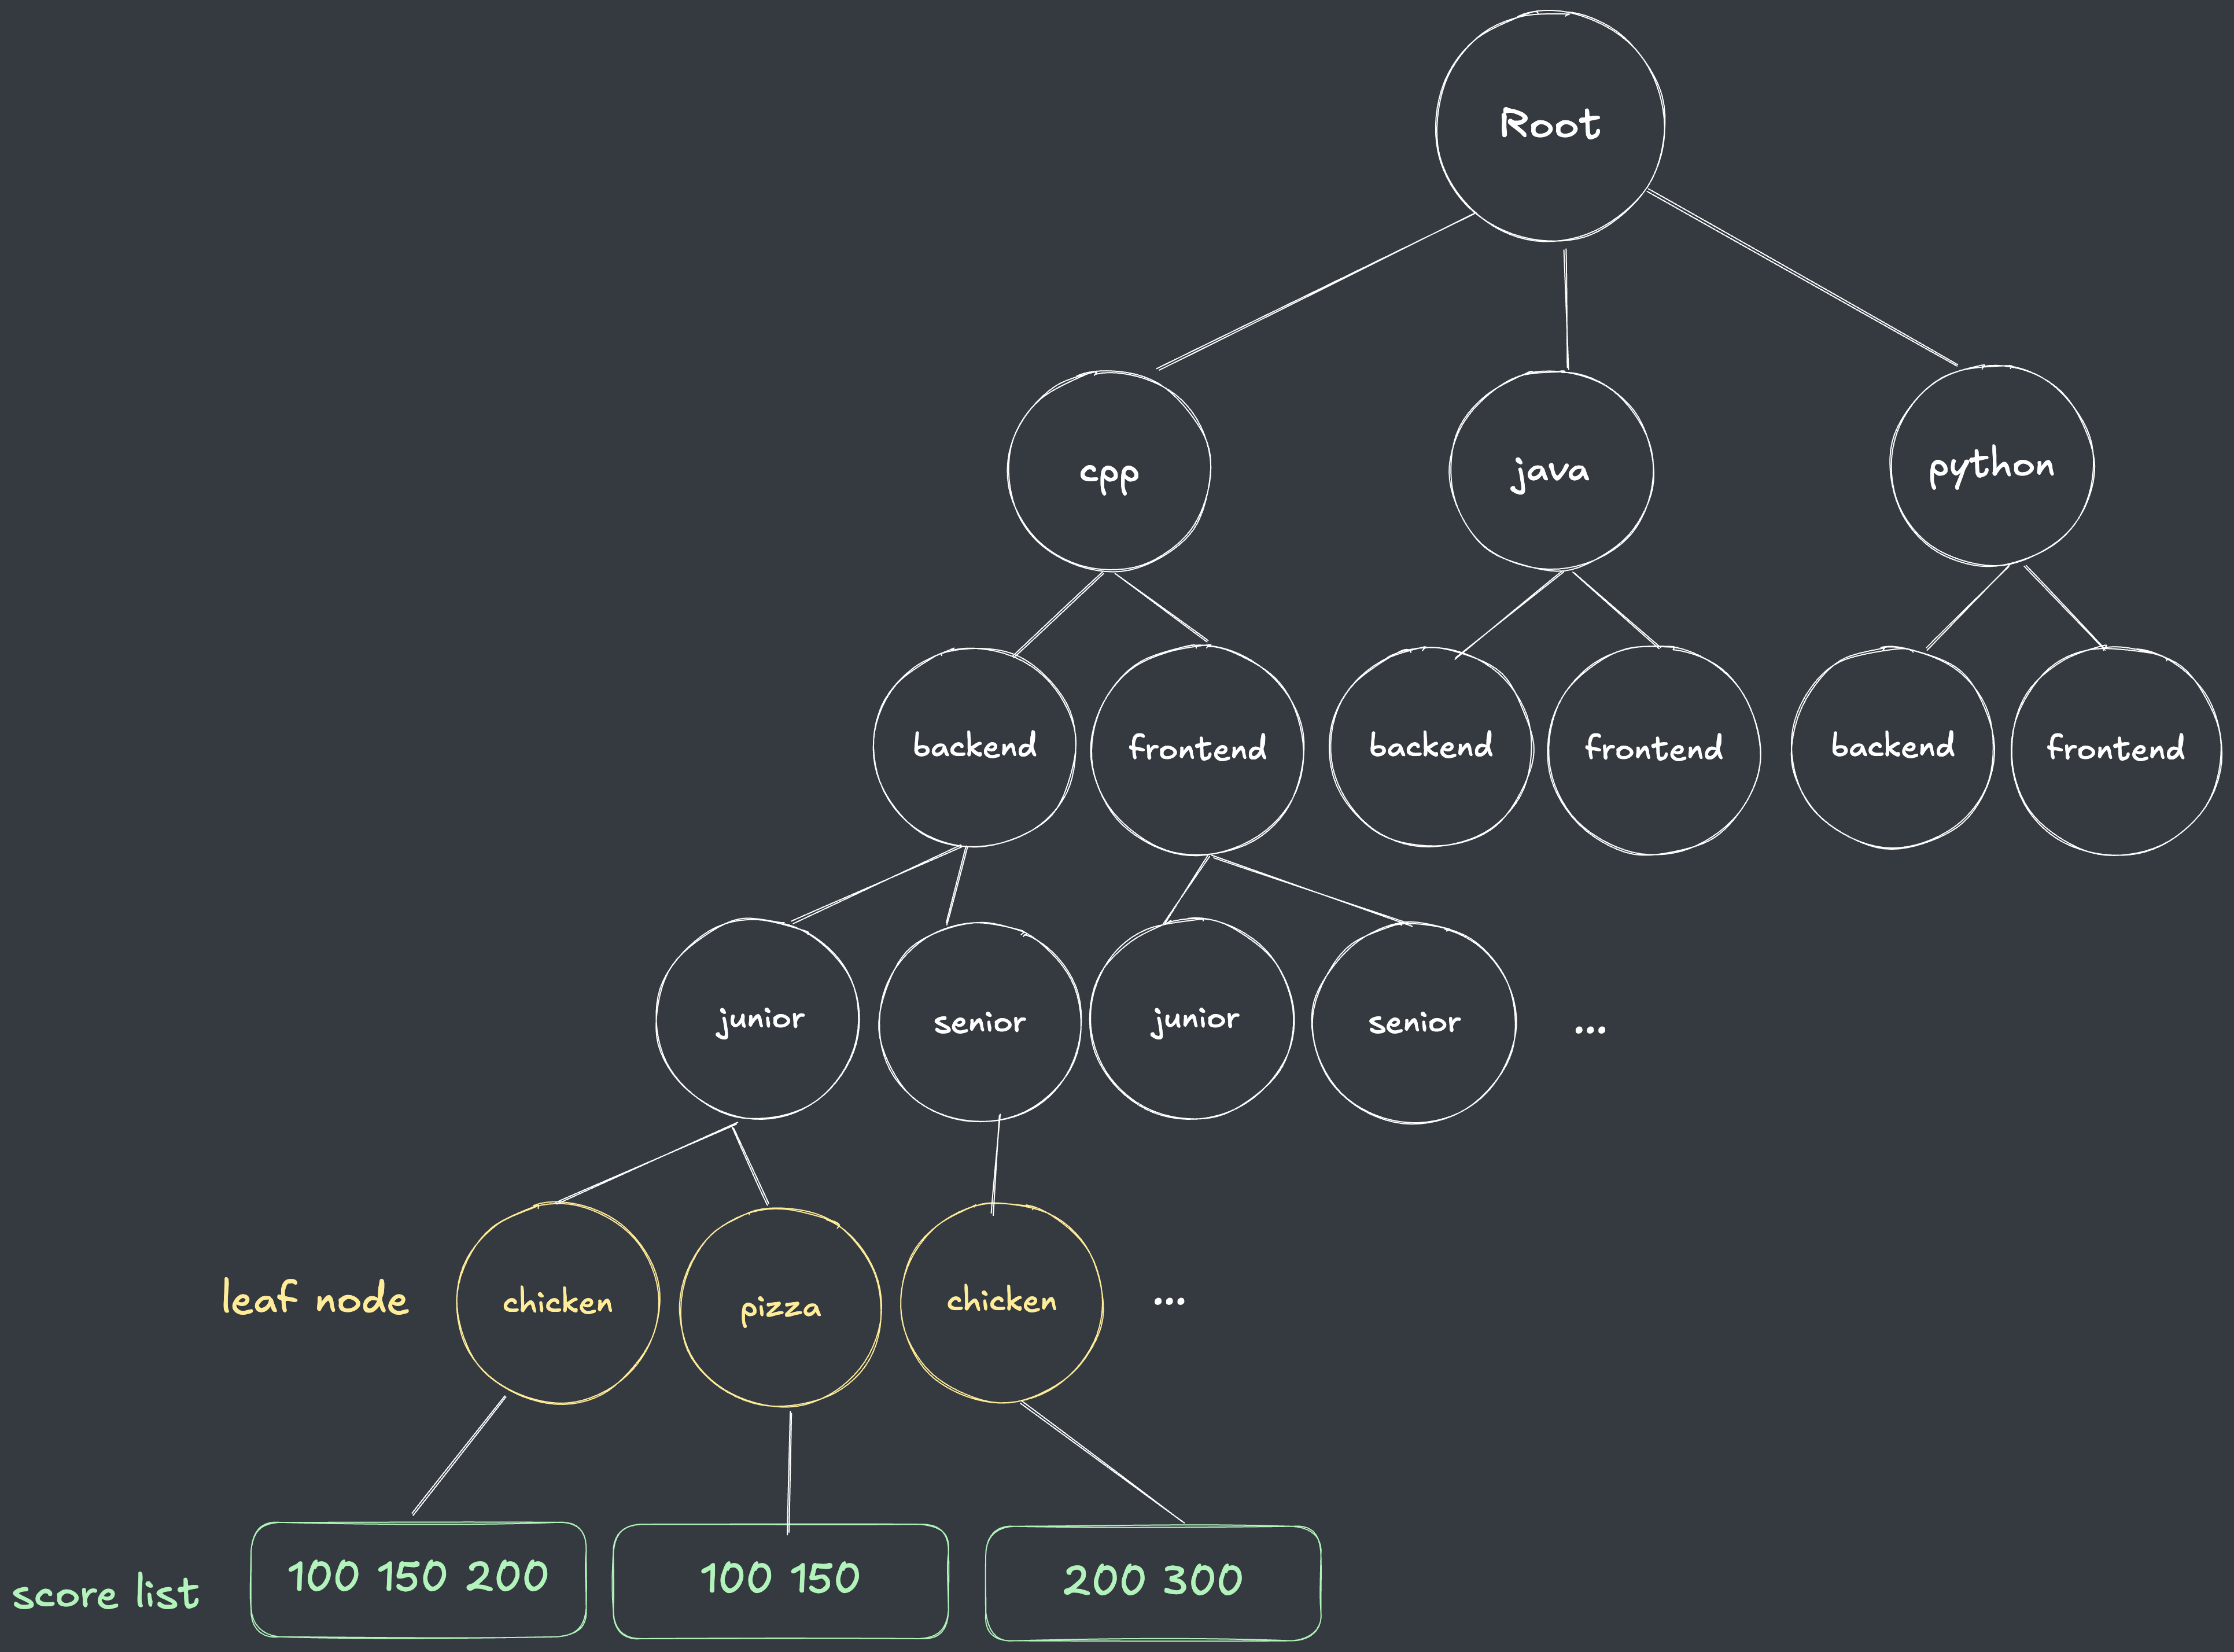 Root
cpp
java
python
backend
frontend
backend
frontend
backend
frontend
junior
senior
junior
senior
...
leaf node
chicken
pizza
chicken
...
score list
100 150 200
100 150
200 300